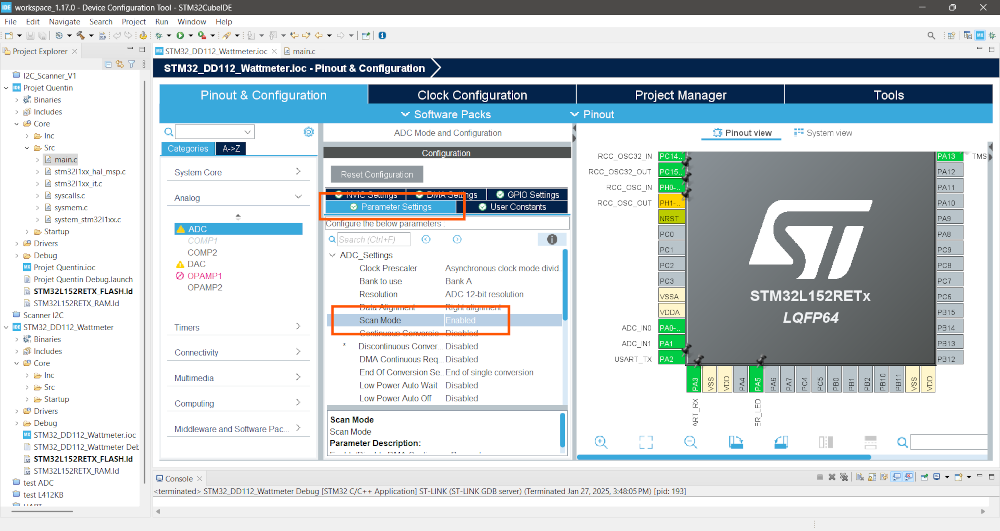 workspace_1.17.0 - Device Configuration Tool - STM32CubeIDE
File Edit Navigate Search Project Run Window Help
Project Explorer
STM32_DD112_Wattmeter.ioc
main.c
I2C_Scanner_V1
Projet Quentin
Binaries
Includes
Core
Inc
Src
main.c
stm32l1xx_hal_msp.c
stm32l1xx_it.c
syscalls.c
sysmem.c
system_stm32l1xx.c
Startup
Drivers
Debug
Projet Quentin.ioc
Projet Quentin Debug.launch
STM32L152RETX_FLASH.ld
STM32L152RETX_RAM.ld
Scanner I2C
STM32_DD112_Wattmeter
Binaries
Includes
Core
Inc
Src
Startup
Drivers
Debug
STM32_DD112_Wattmeter.ioc
STM32_DD112_Wattmeter Del
STM32L152RETX_FLASH.ld
STM32L152RETX_RAM.ld
test ADC
test L412KB
STM32_DD112_Wattmeter.ioc - Pinout & Configuration
Pinout & Configuration
Clock Configuration
Project Manager
Tools
Software Packs
Pinout
Categories
A->Z
System Core
Analog
ADC
COMP1
COMP2
DAC
OPAMP1
OPAMP2
Timers
Connectivity
Multimedia
Computing
Middleware and Software Pac...
ADC Mode and Configuration
Configuration
Reset Configuration
NVIC Settings
DMA Settings
GPIO Settings
Parameter Settings
User Constants
Configure the below parameters :
Search (Ctrl+F)
ADC_Settings
Clock Prescaler Asynchronous clock mode divid
Bank to use Bank A
Resolution ADC 12-bit resolution
Data Alignment Right alignment
Scan Mode Enabled
Continuous Conversio Disabled
* Discontinuous Conver Disabled
DMA Continuous Req Disabled
End Of Conversion Se End of single conversion
Low Power Auto Wait Disabled
Low Power Auto Off Disabled
Scan Mode
Scan Mode
Parameter Description:
Pinout view
System view
RCC_OSC32_IN PC14...
RCC_OSC32_OUT PC15...
RCC_OSC_IN PH0-...
RCC_OSC_OUT PH1-...
NRST
PC0
PC1
PC2
PC3
VSSA
VDDA
ADC_IN0 PA0-...
ADC_IN1 PA1
USART_TX PA2
ST
STM32L152RETx
LQFP64
PA13 TMS
PA12
PA11
PA10
PA9
PA8
PC9
PC8
PC7
PC6
PB15
PB14
PB13
PB12
PA3
VSS
VDD
PA4
PA5
PA6
PA7
PC4
PC5
PB0
PB1
PB2
PB10
PB11
VSS
VDD
Console
<terminated> STM32_DD112_Wattmeter Debug [STM32 C/C++ Application] ST-LINK (ST-LINK GDB server) (Terminated Jan 27, 2025, 3:48:05 PM) [pid: 193]